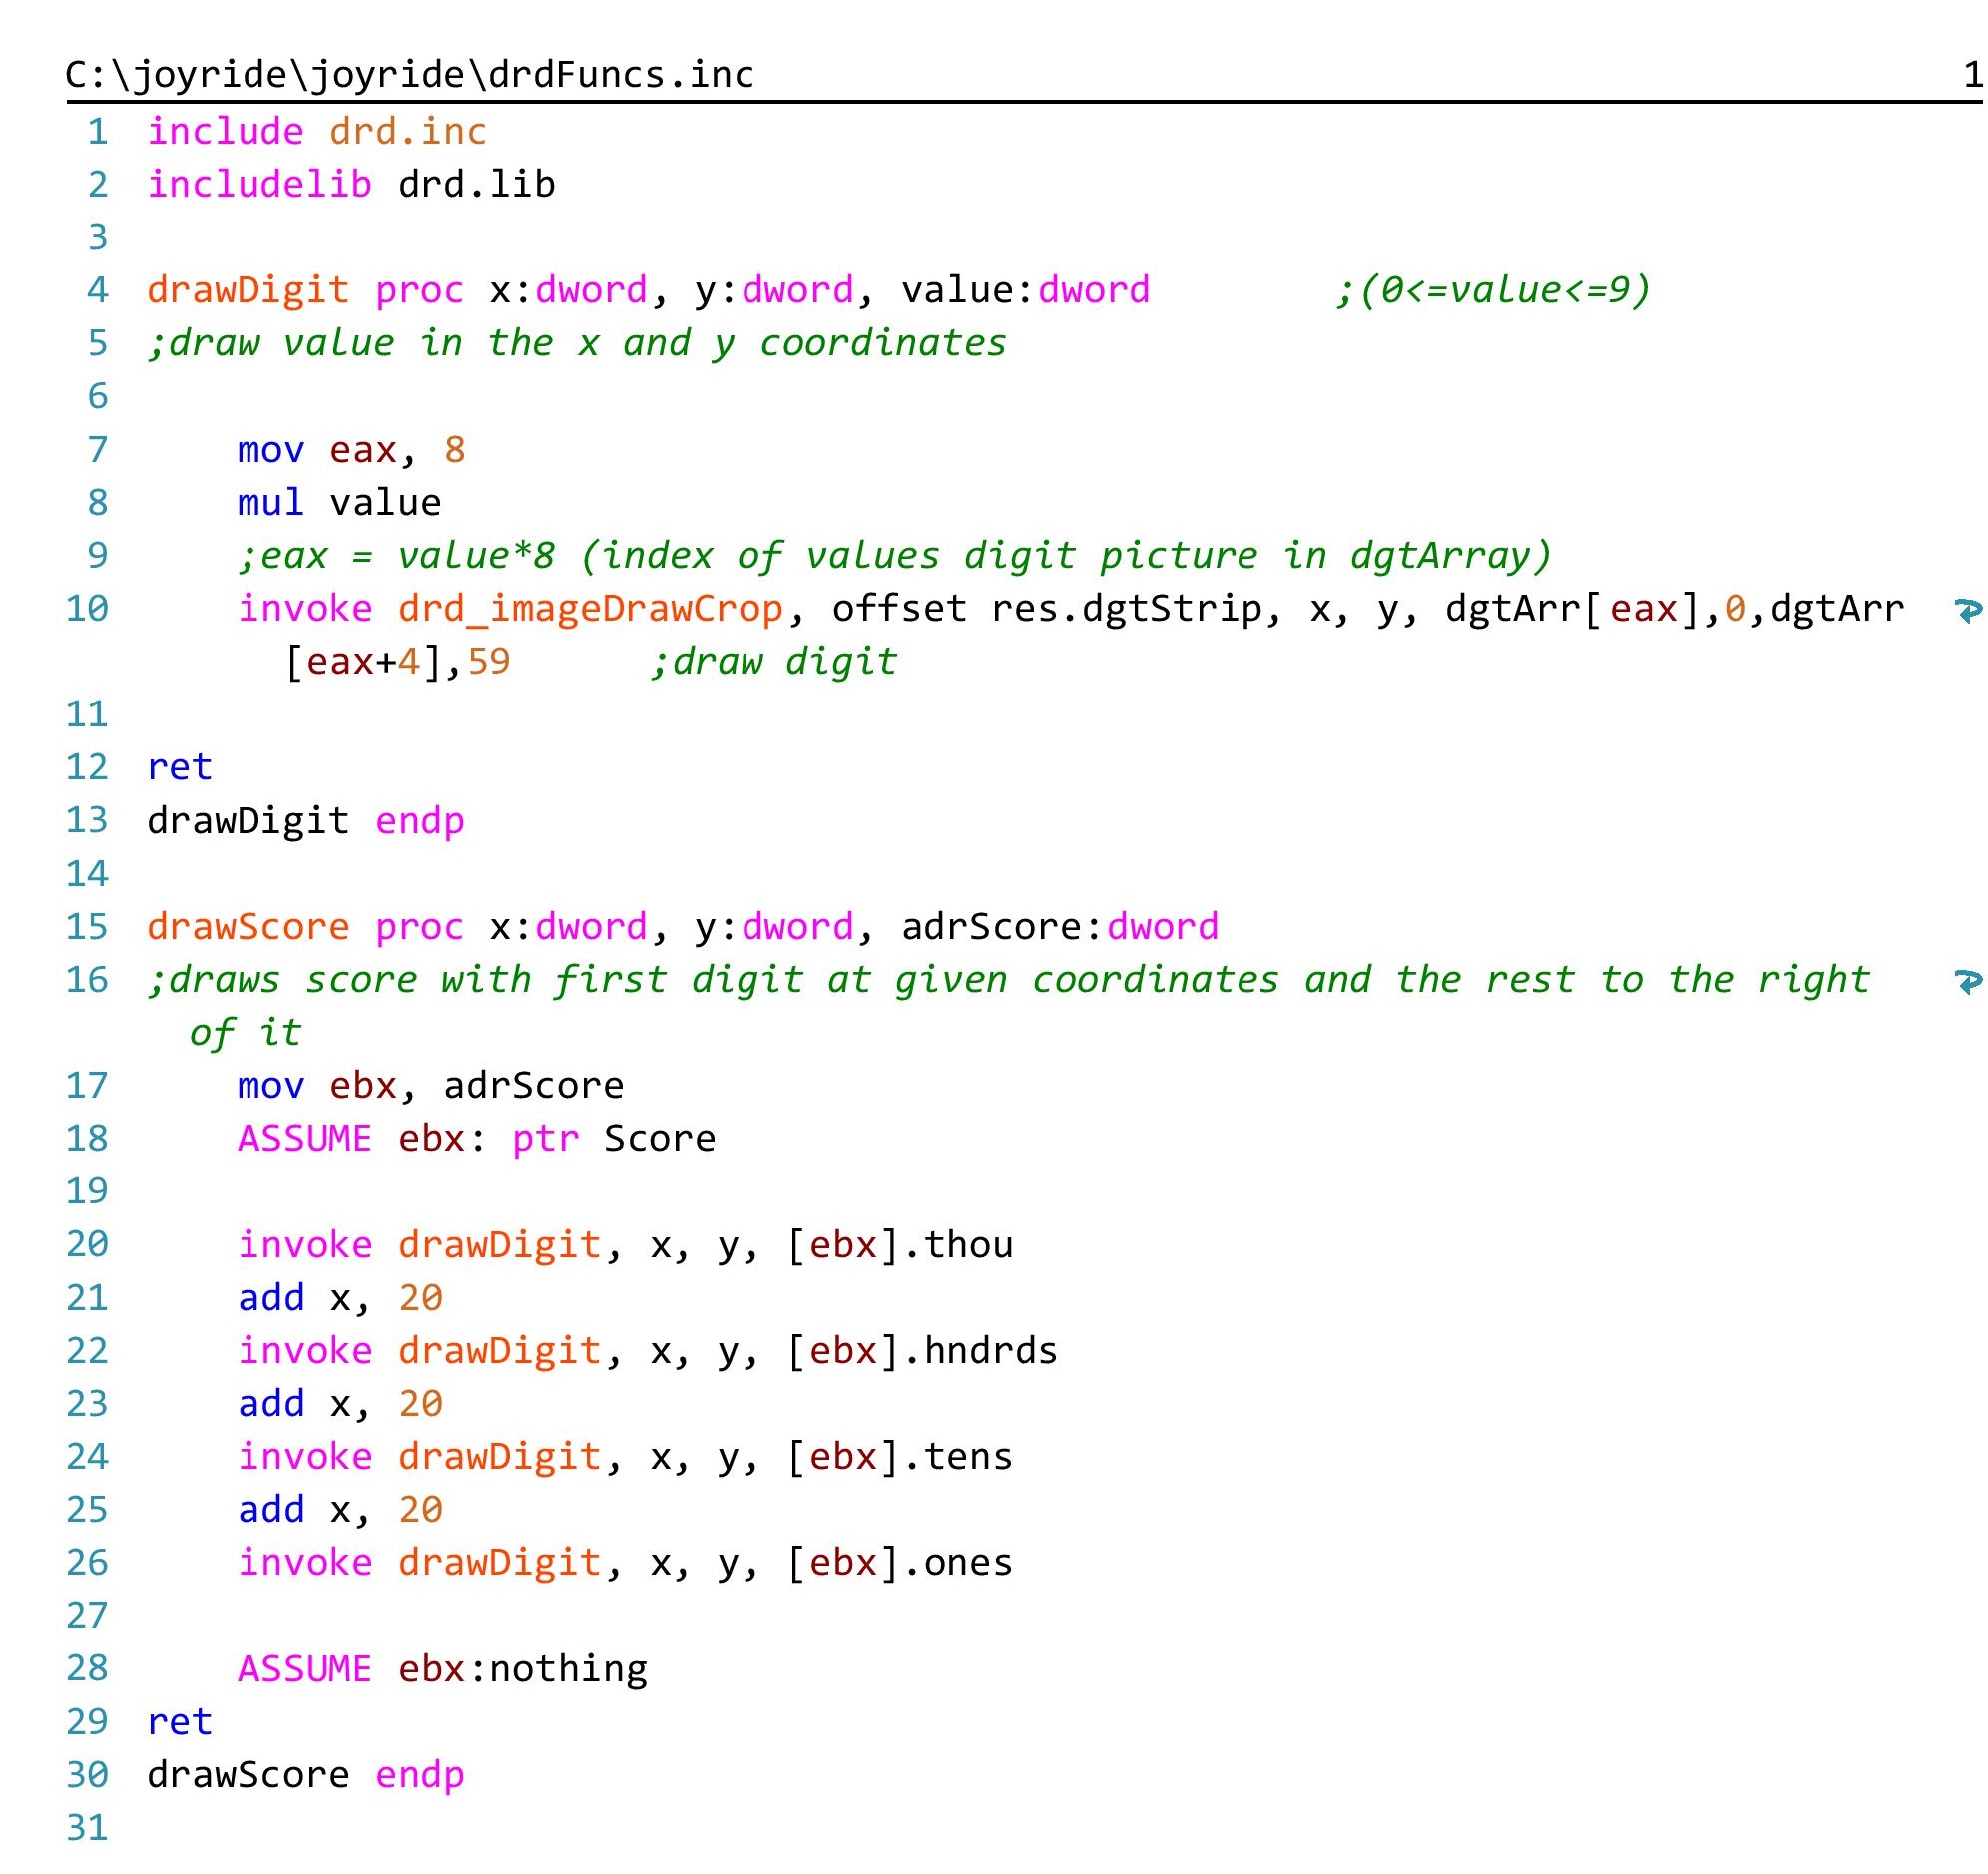 C:\joyride\joyride\drdFuncs.inc 1
1 include drd.inc
2 includelib drd.lib
3
4 drawDigit proc x:dword, y:dword, value:dword ;(0<=value<=9)
5 ;draw value in the x and y coordinates
6
7 mov eax, 8
8 mul value
9 ;eax = value*8 (index of values digit picture in dgtArray)
10 invoke drd_imageDrawCrop, offset res.dgtStrip, x, y, dgtArr[eax],0,dgtArr
[eax+4],59 ;draw digit
11
12 ret
13 drawDigit endp
14
15 drawScore proc x:dword, y:dword, adrScore:dword
16 ;draws score with first digit at given coordinates and the rest to the right
of it
17 mov ebx, adrScore
18 ASSUME ebx: ptr Score
19
20 invoke drawDigit, x, y, [ebx].thou
21 add x, 20
22 invoke drawDigit, x, y, [ebx].hndrds
23 add x, 20
24 invoke drawDigit, x, y, [ebx].tens
25 add x, 20
26 invoke drawDigit, x, y, [ebx].ones
27
28 ASSUME ebx:nothing
29 ret
30 drawScore endp
31